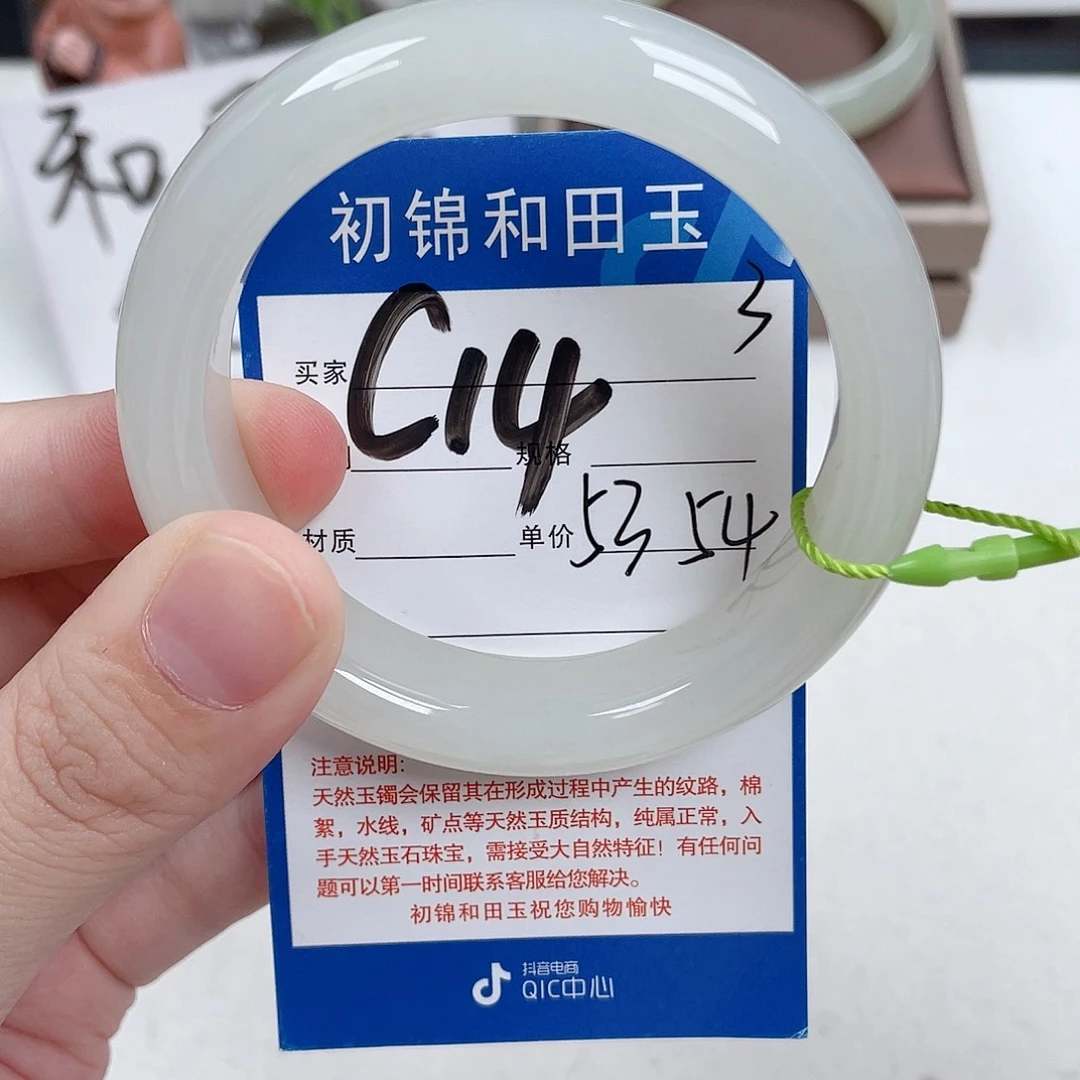 和
初锦和田玉
3
买家
C14
规格
材质 单价 53 54
注意说明:
天然玉镯会保留其在形成过程中产生的纹路，棉
絮，水线，矿点等天然玉质结构，纯属正常，入
手天然玉石珠宝，需接受大自然特征！有任何问
题可以第一时间联系客服给您解决。
初锦和田玉祝您购物愉快
抖音电商
QIC中心